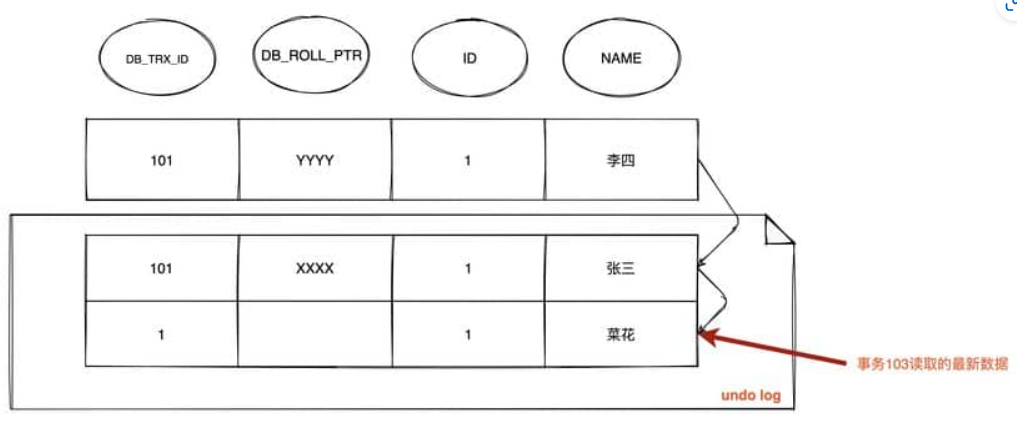 DB_TRX_ID DB_ROLL_PTR ID NAME
101 YYYY 1 李四
101 XXXX 1 张三
1 1 菜花
事务103读取的最新数据
undo log